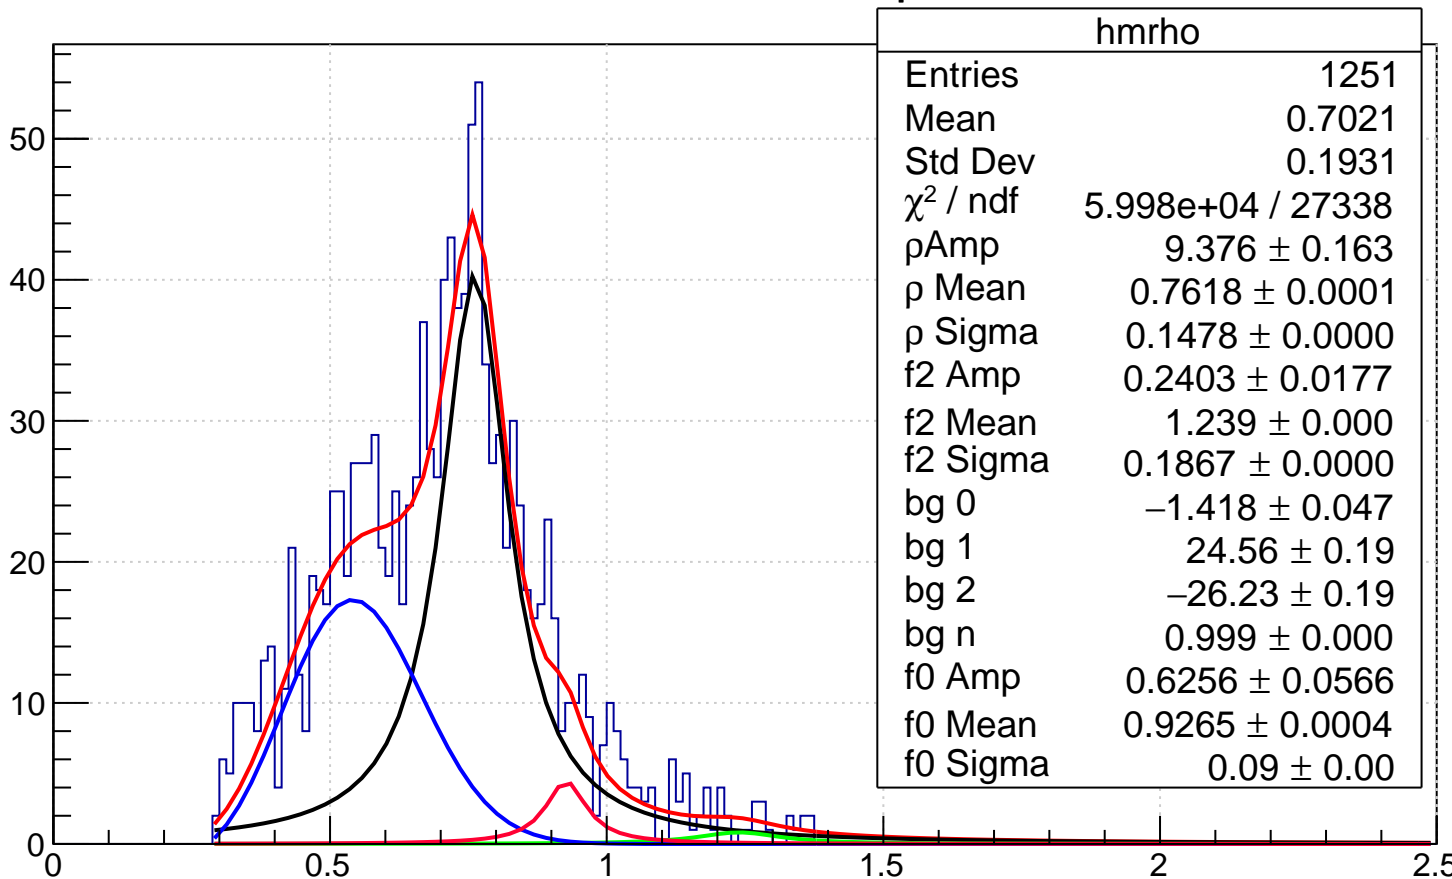 hmrho
Entries 1251
Mean 0.7021
Std Dev 0.1931
χ² / ndf 5.998e+04 / 27338
ρAmp 9.376 ± 0.163
ρ Mean 0.7618 ± 0.0001
ρ Sigma 0.1478 ± 0.0000
f2 Amp 0.2403 ± 0.0177
f2 Mean 1.239 ± 0.000
f2 Sigma 0.1867 ± 0.0000
bg 0 −1.418 ± 0.047
bg 1 24.56 ± 0.19
bg 2 −26.23 ± 0.19
bg n 0.999 ± 0.000
f0 Amp 0.6256 ± 0.0566
f0 Mean 0.9265 ± 0.0004
f0 Sigma 0.09 ± 0.00
50
40
30
20
10
0
0 0.5 1 1.5 2 2.5